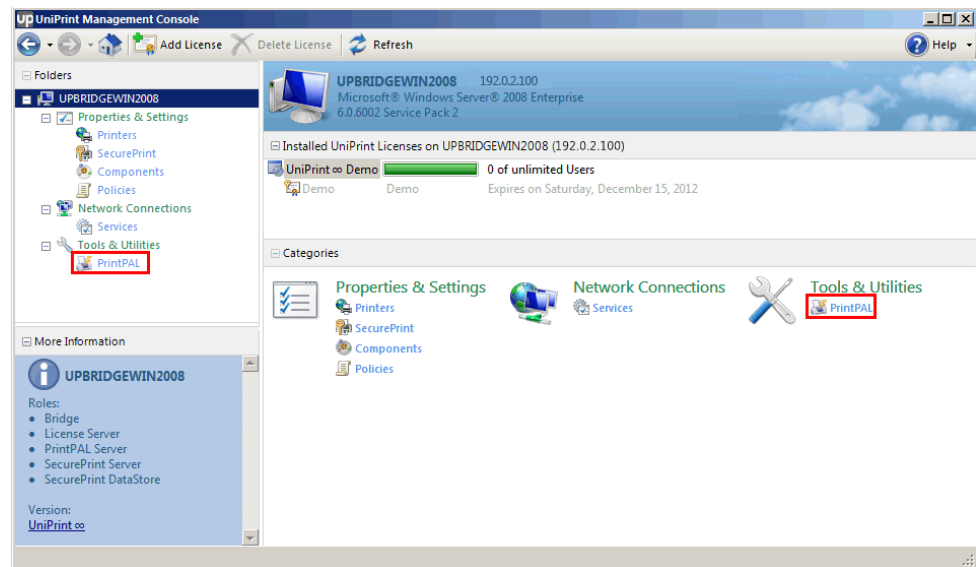 UP UniPrint Management Console
Add License Delete License Refresh Help
Folders
UPBRIDGEWIN2008
Properties & Settings
Printers
SecurePrint
Components
Policies
Network Connections
Services
Tools & Utilities
PrintPAL
More Information
UPBRIDGEWIN2008
Roles:
• Bridge
• License Server
• PrintPAL Server
• SecurePrint Server
• SecurePrint DataStore
Version:
UniPrint ∞
UPBRIDGEWIN2008 192.0.2.100
Microsoft® Windows Server® 2008 Enterprise
6.0.6002 Service Pack 2
Installed UniPrint Licenses on UPBRIDGEWIN2008 (192.0.2.100)
UniPrint ∞ Demo 0 of unlimited Users
Demo Demo Expires on Saturday, December 15, 2012
Categories
Properties & Settings
Printers
SecurePrint
Components
Policies
Network Connections
Services
Tools & Utilities
PrintPAL